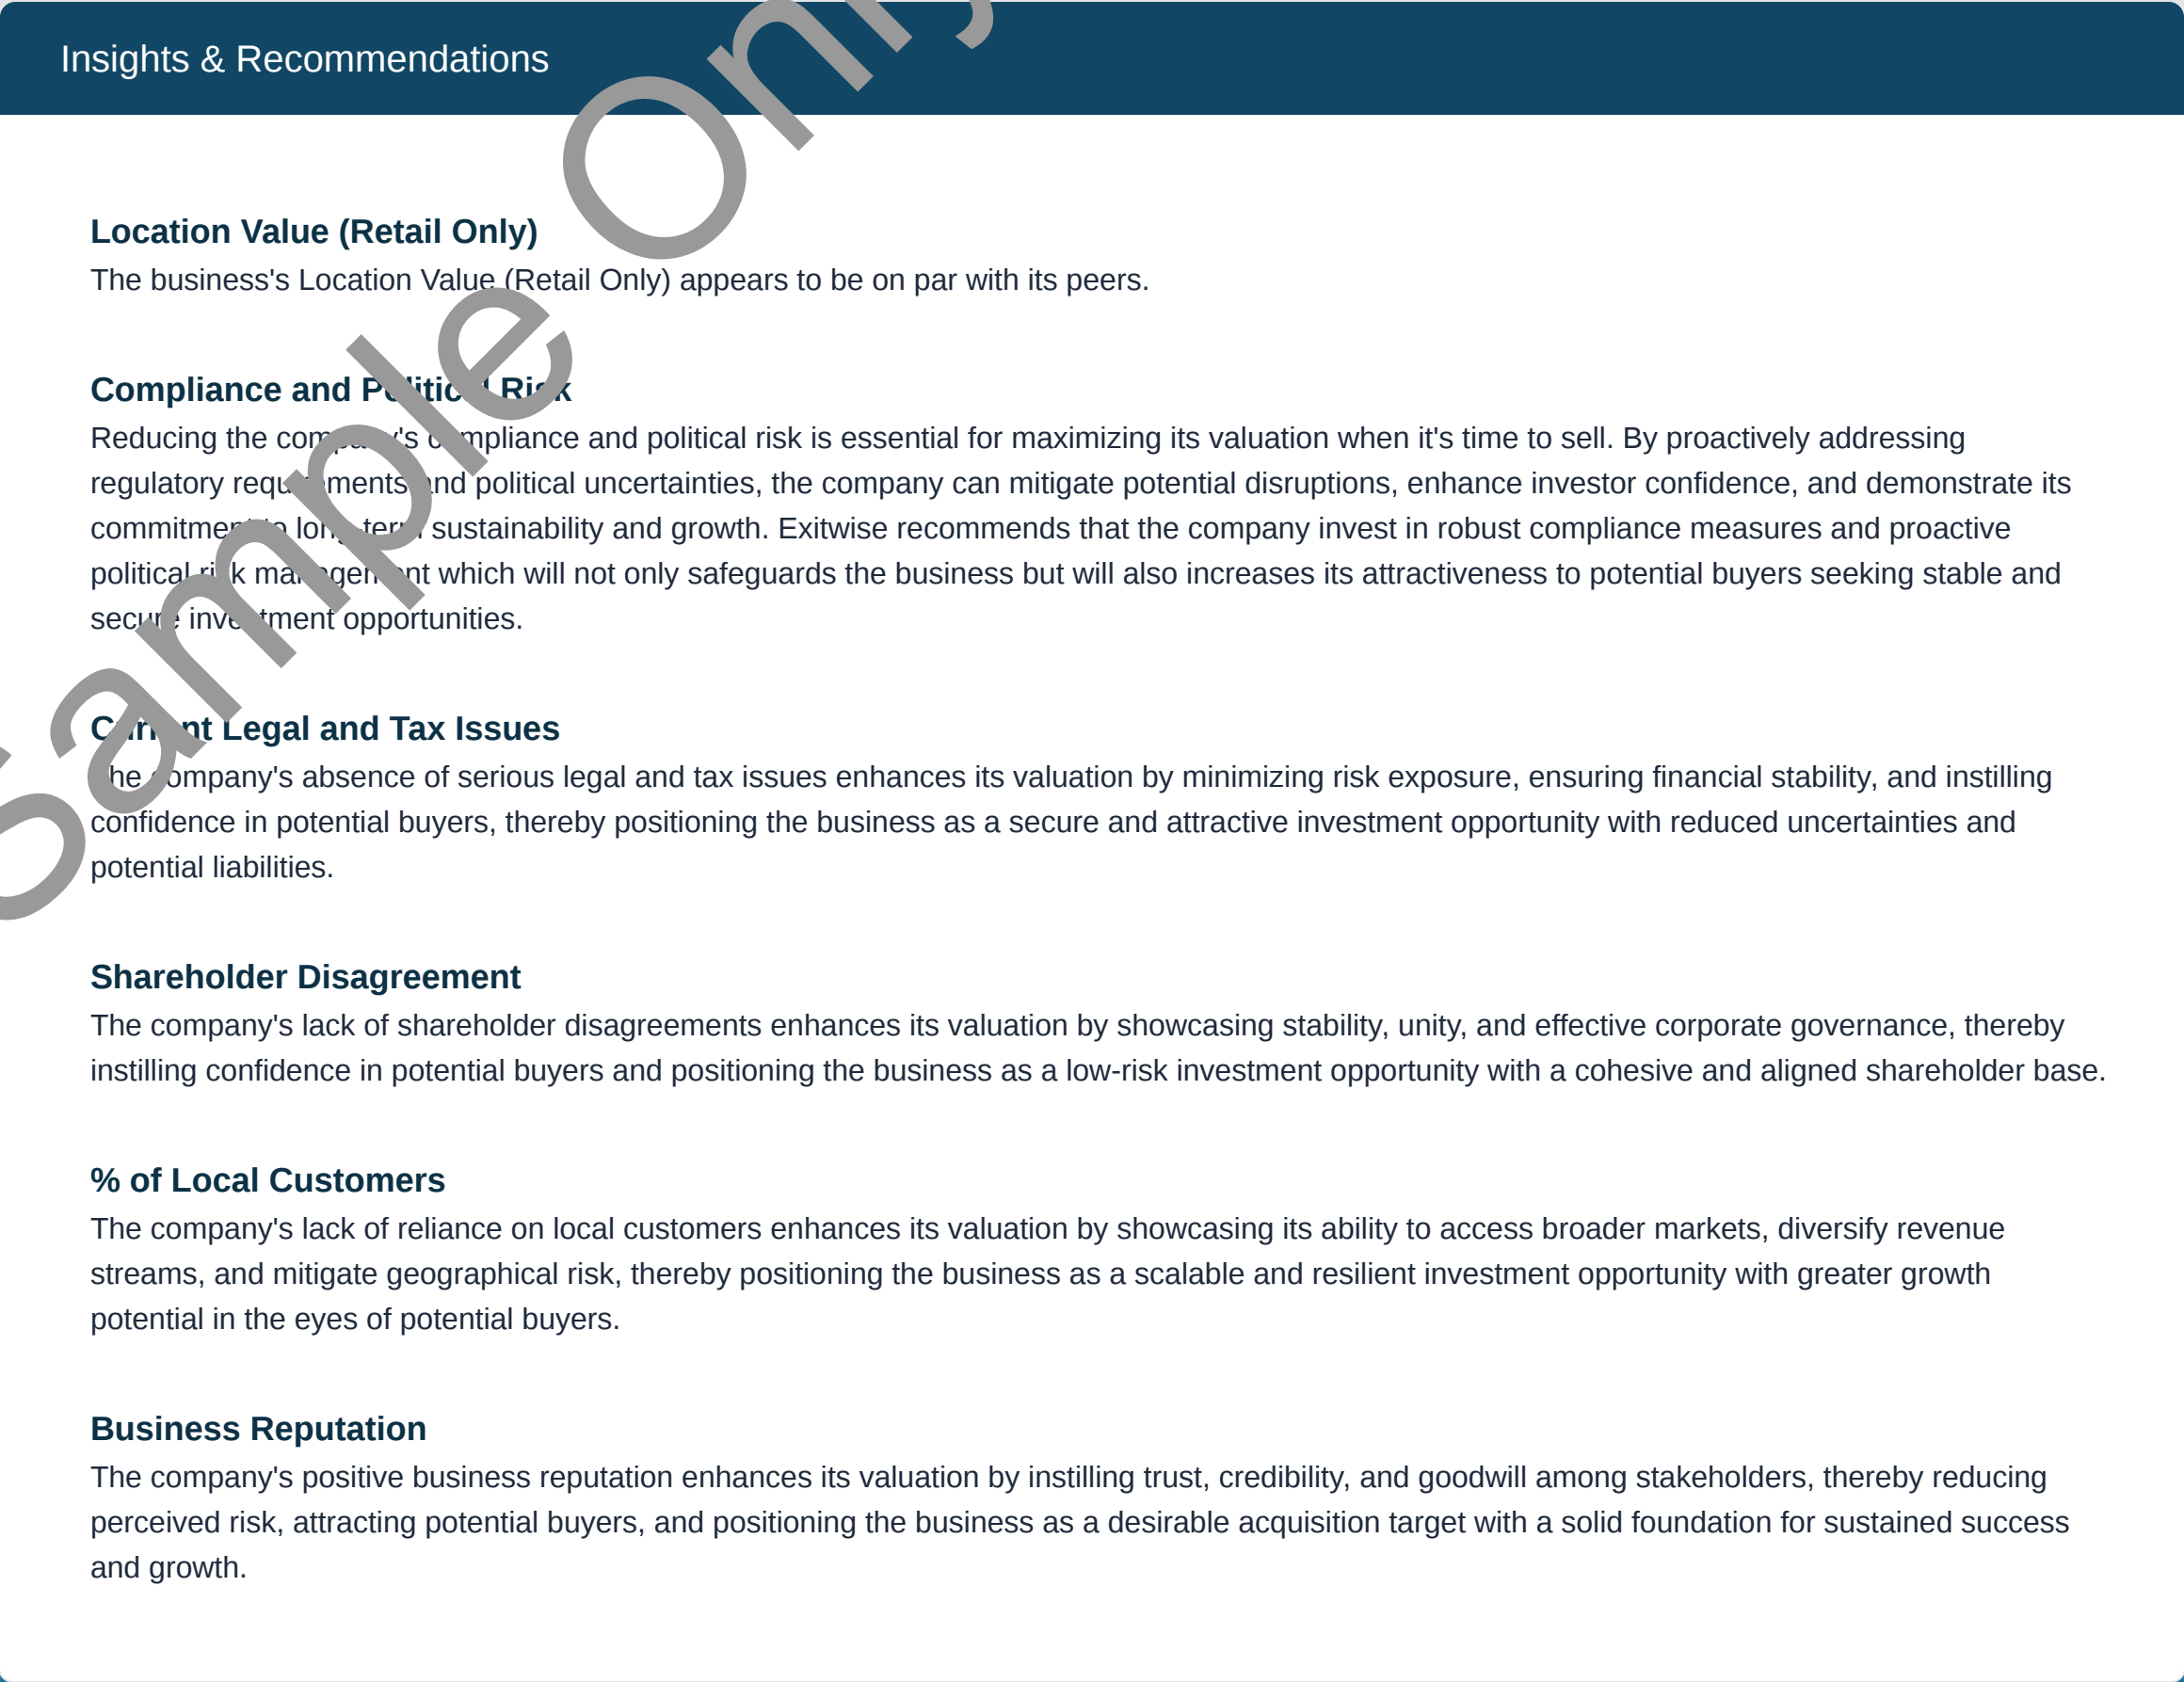 Insights & Recommendations
Location Value (Retail Only)
The business's Location Value (Retail Only) appears to be on par with its peers.
Compliance and Political Risk
Reducing the company's compliance and political risk is essential for maximizing its valuation when it's time to sell. By proactively addressing
regulatory requirements and political uncertainties, the company can mitigate potential disruptions, enhance investor confidence, and demonstrate its
commitment to long-term sustainability and growth. Exitwise recommends that the company invest in robust compliance measures and proactive
political risk management which will not only safeguards the business but will also increases its attractiveness to potential buyers seeking stable and
secure investment opportunities.
Current Legal and Tax Issues
The company's absence of serious legal and tax issues enhances its valuation by minimizing risk exposure, ensuring financial stability, and instilling
confidence in potential buyers, thereby positioning the business as a secure and attractive investment opportunity with reduced uncertainties and
potential liabilities.
Shareholder Disagreement
The company's lack of shareholder disagreements enhances its valuation by showcasing stability, unity, and effective corporate governance, thereby
instilling confidence in potential buyers and positioning the business as a low-risk investment opportunity with a cohesive and aligned shareholder base.
% of Local Customers
The company's lack of reliance on local customers enhances its valuation by showcasing its ability to access broader markets, diversify revenue
streams, and mitigate geographical risk, thereby positioning the business as a scalable and resilient investment opportunity with greater growth
potential in the eyes of potential buyers.
Business Reputation
The company's positive business reputation enhances its valuation by instilling trust, credibility, and goodwill among stakeholders, thereby reducing
perceived risk, attracting potential buyers, and positioning the business as a desirable acquisition target with a solid foundation for sustained success
and growth.
Sample Only